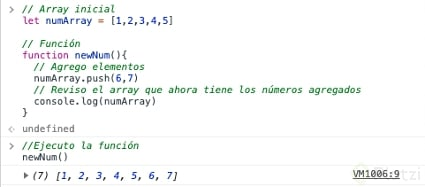 > // Array inicial
let numArray = [1,2,3,4,5]
// Función
function newNum(){
// Agrego elementos
numArray.push(6,7)
// Reviso el array que ahora tiene los números agregados
console.log(numArray)
}
undefined
> //Ejecuto la función
newNum()
(7) [1, 2, 3, 4, 5, 6, 7] VM1006:9